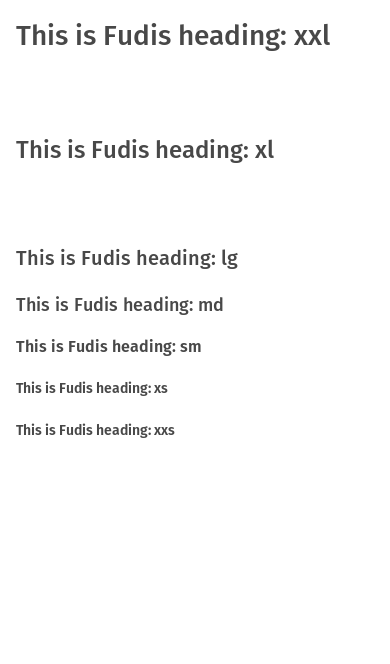 This is Fudis heading: xxl
This is Fudis heading: xl
This is Fudis heading: lg
This is Fudis heading: md
This is Fudis heading: sm
This is Fudis heading: xs
This is Fudis heading: xxs